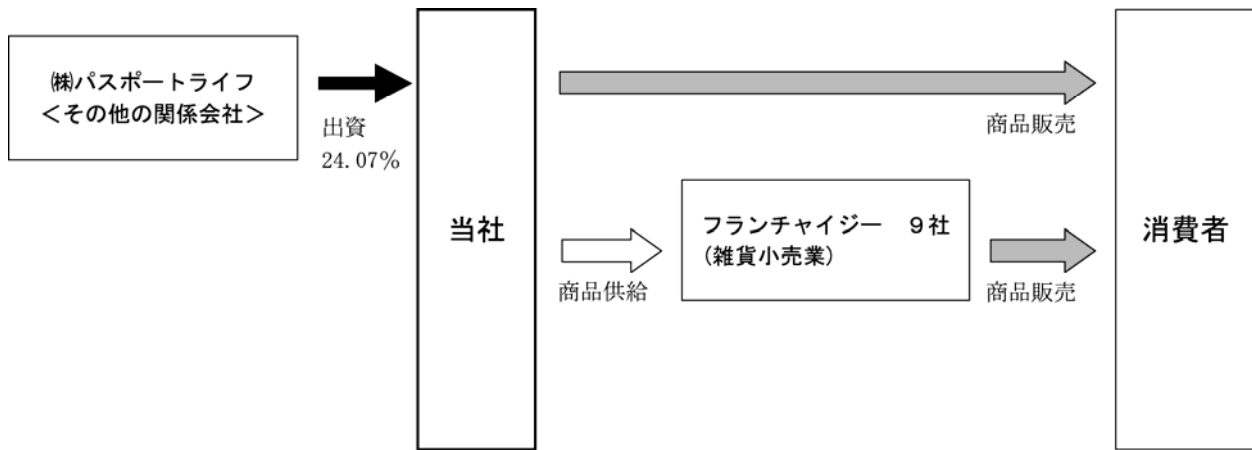 ㈱パスポートライフ
＜その他の関係会社＞
出資
24.07%
当社
商品販売
商品供給
フランチャイジー　９社
(雑貨小売業)
商品販売
消費者